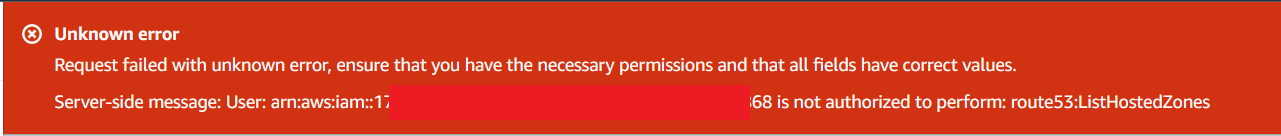 Unknown error
Request failed with unknown error, ensure that you have the necessary permissions and that all fields have correct values.
Server-side message: User: arn:aws:iam::17 368 is not authorized to perform: route53:ListHostedZones